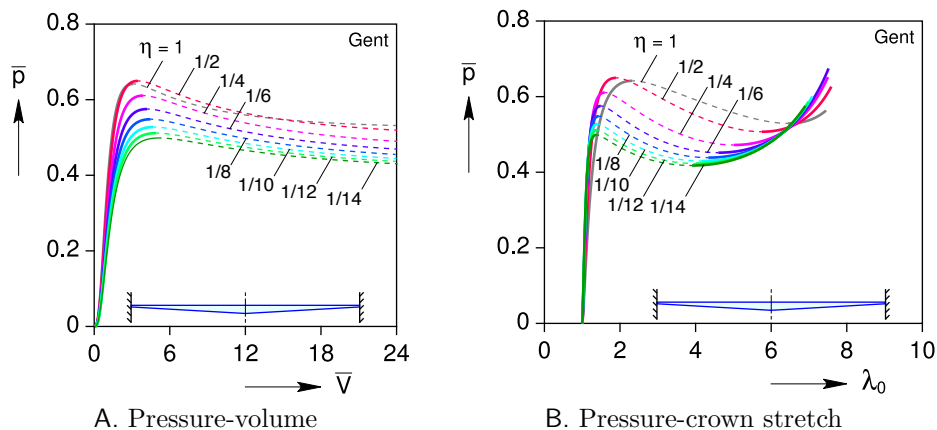 0.8
Gent
η = 1
p̅
1/2
1/4
0.6
1/6
0.4
1/8
1/10
1/12
1/14
0.2
0
0 6 12 18 24
V̅
A. Pressure-volume
0.8
Gent
η = 1
p̅
1/2
1/4
0.6
1/6
0.4
1/8
1/10
1/12
1/14
0.2
0
0 2 4 6 8 10
λ₀
B. Pressure-crown stretch